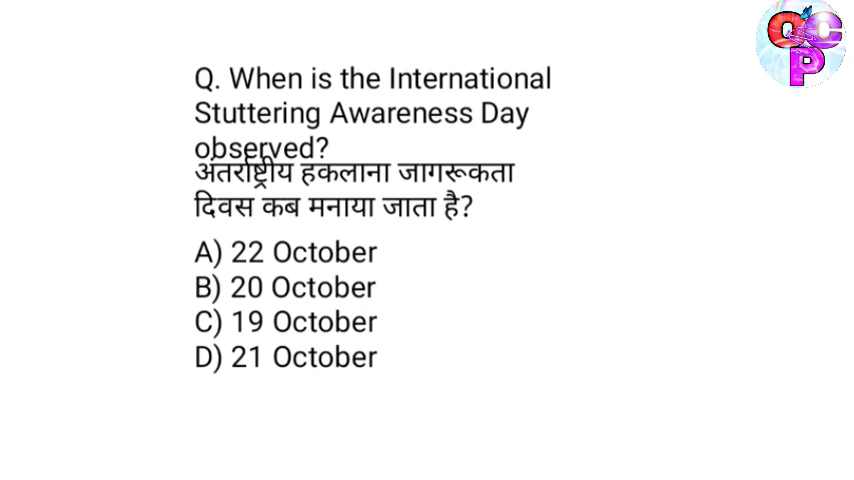 QCP
Q. When is the International
Stuttering Awareness Day
observed?
अंतर्राष्ट्रीय हकलाना जागरूकता
दिवस कब मनाया जाता है?
A) 22 October
B) 20 October
C) 19 October
D) 21 October